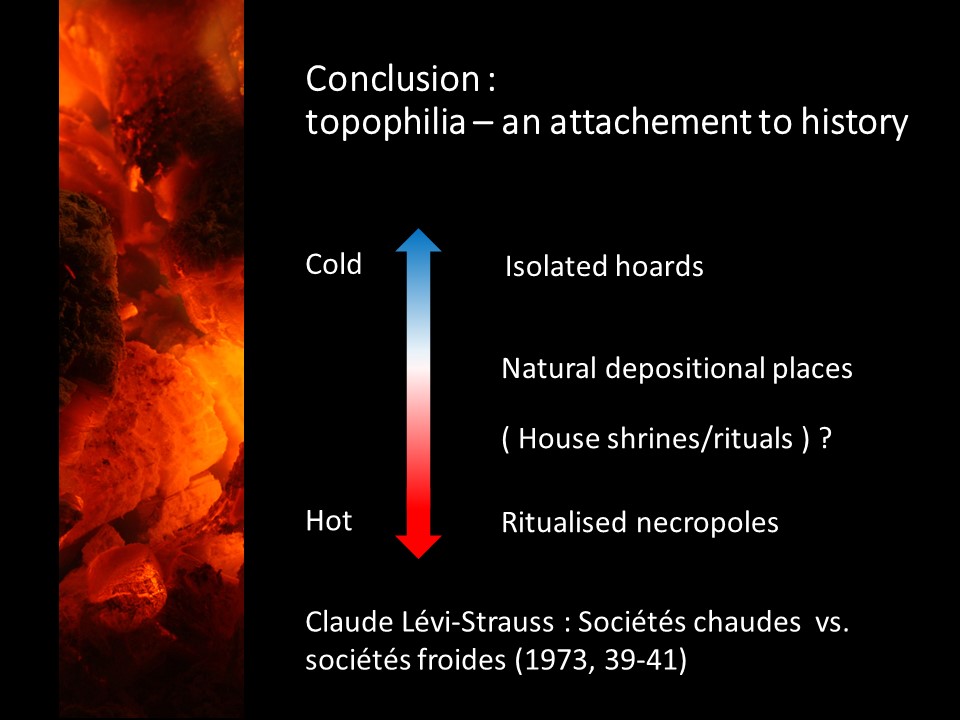 Conclusion :
topophilia – an attachement to history
Cold
Isolated hoards
Natural depositional places
( House shrines/rituals ) ?
Hot
Ritualised necropoles
Claude Lévi-Strauss : Sociétés chaudes vs.
sociétés froides (1973, 39-41)